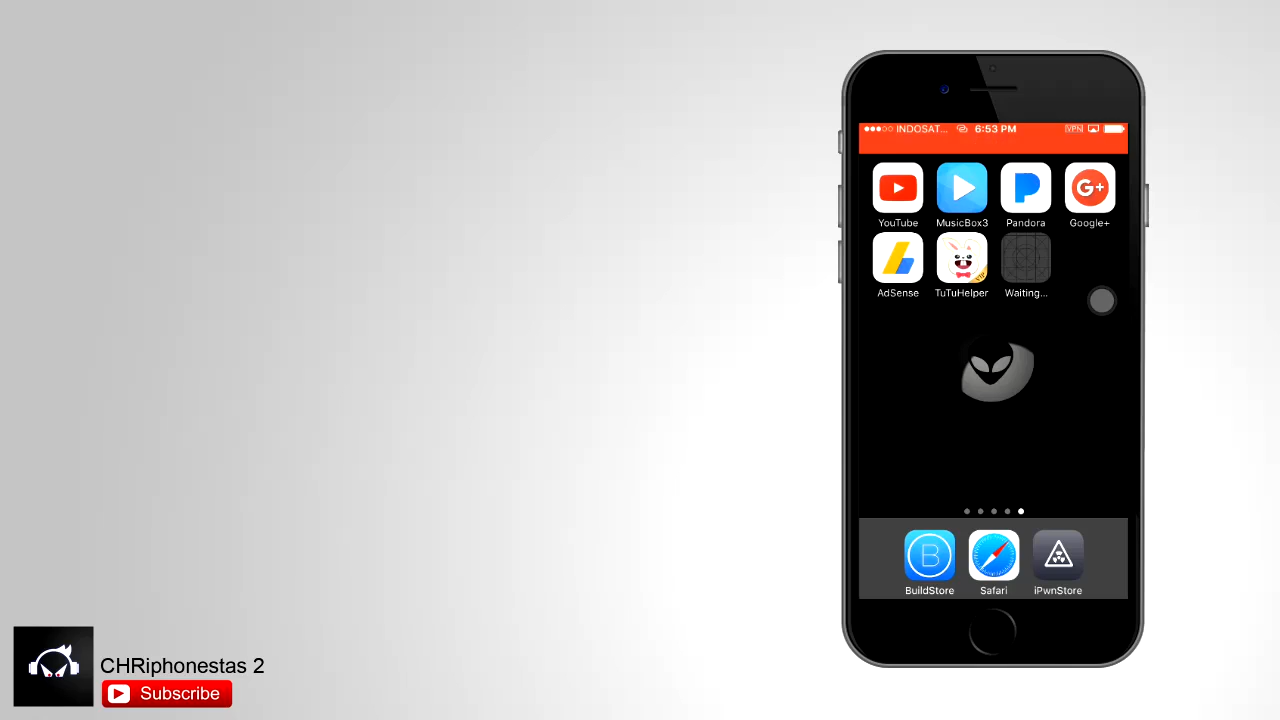 INDOSAT... 6:53 PM VPN
YouTube MusicBox3 Pandora Google+
AdSense TuTuHelper Waiting...
BuildStore Safari iPwnStore
CHRiphonestas 2
Subscribe